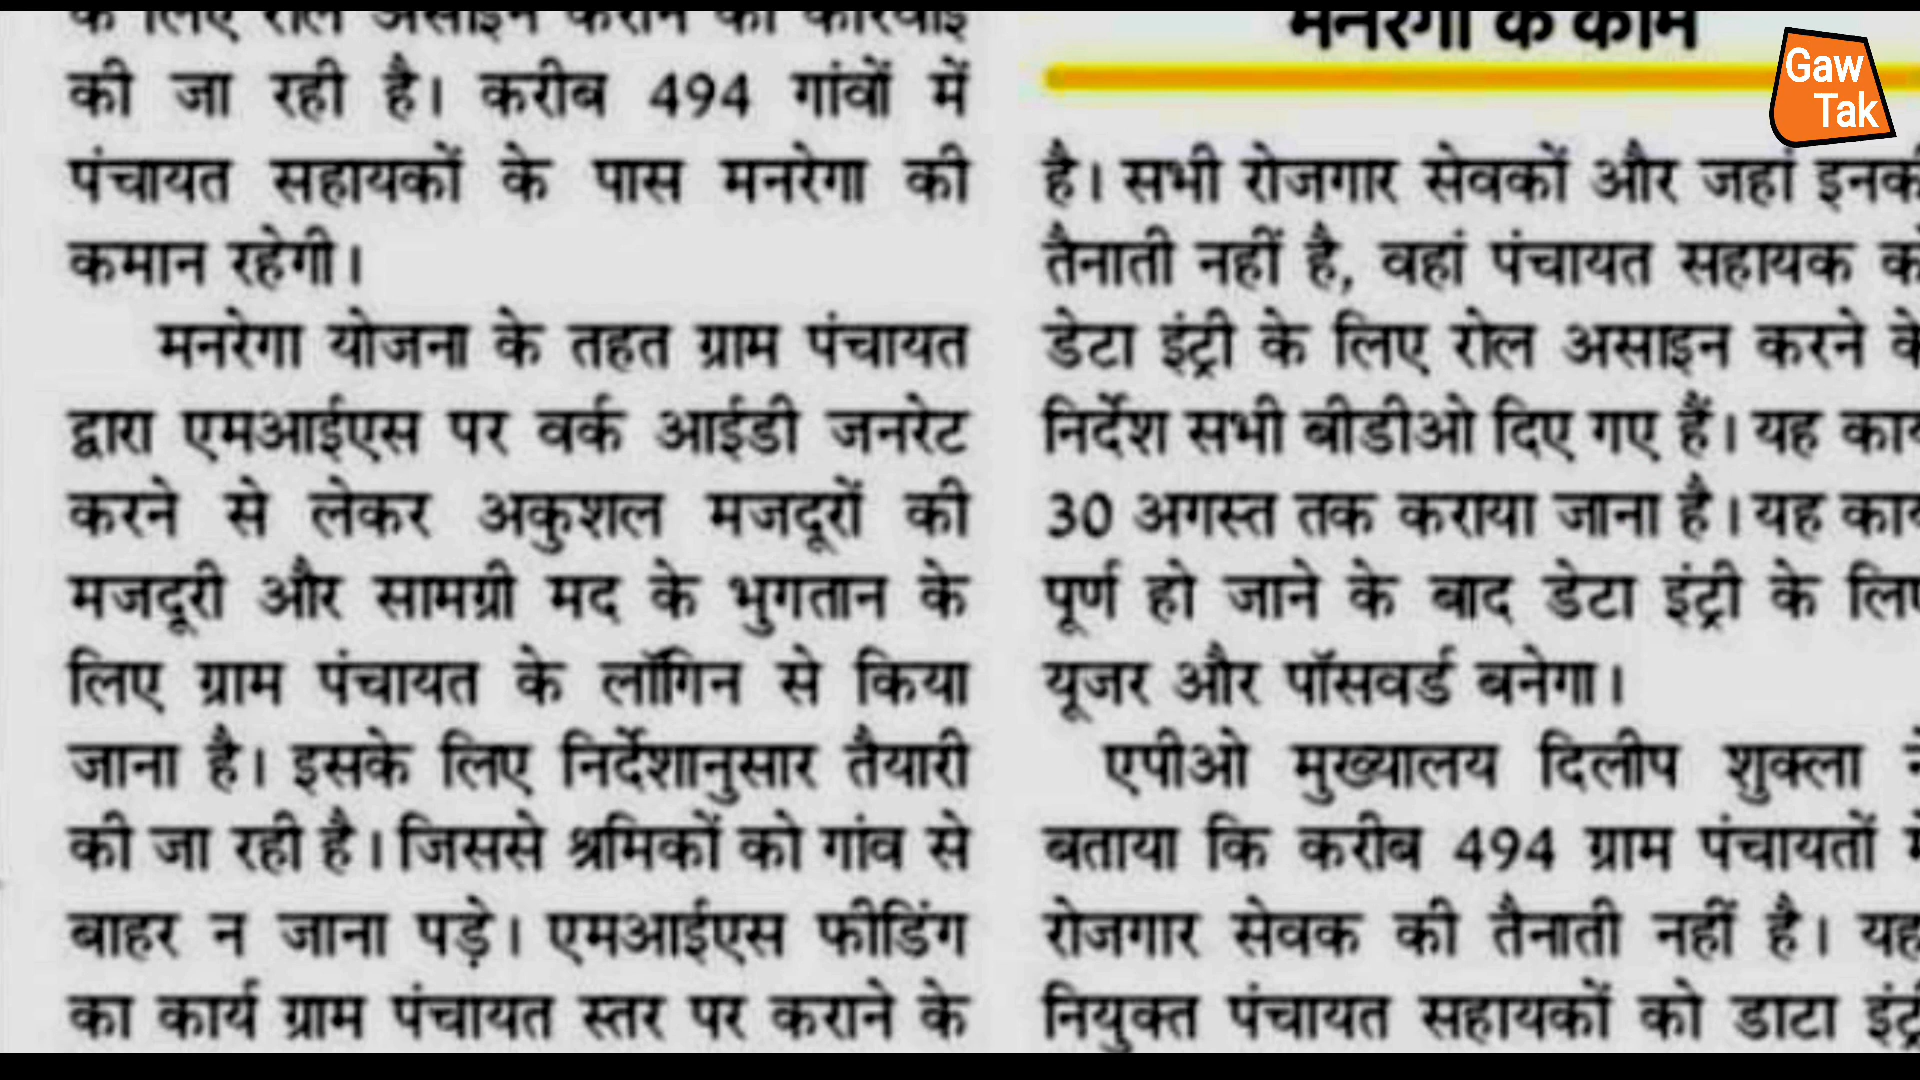 के लिए रोल असाइन कराने की कार्रवाई
की जा रही है। करीब 494 गांवों में
पंचायत सहायकों के पास मनरेगा की
कमान रहेगी।
मनरेगा योजना के तहत ग्राम पंचायत
द्वारा एमआईएस पर वर्क आईडी जनरेट
करने से लेकर अकुशल मजदूरों की
मजदूरी और सामग्री मद के भुगतान के
लिए ग्राम पंचायत के लॉगिन से किया
जाना है। इसके लिए निर्देशानुसार तैयारी
की जा रही है। जिससे श्रमिकों को गांव से
बाहर न जाना पड़े। एमआईएस फीडिंग
का कार्य ग्राम पंचायत स्तर पर कराने के
मनरेगा के काम
है। सभी रोजगार सेवकों और जहां
तैनाती नहीं है, वहां पंचायत सहायक
डेटा इंट्री के लिए रोल असाइन करने के
निर्देश सभी बीडीओ दिए गए हैं। यह
30 अगस्त तक कराया जाना है। यह
पूर्ण हो जाने के बाद डेटा इंट्री के लिए
यूजर और पॉसवर्ड बनेगा।
एपीओ मुख्यालय दिलीप शुक्ला ने
बताया कि करीब 494 ग्राम पंचायतों में
रोजगार सेवक की तैनाती नहीं है।
नियुक्त पंचायत सहायकों को डाटा इंट्री
Gaw
Tak